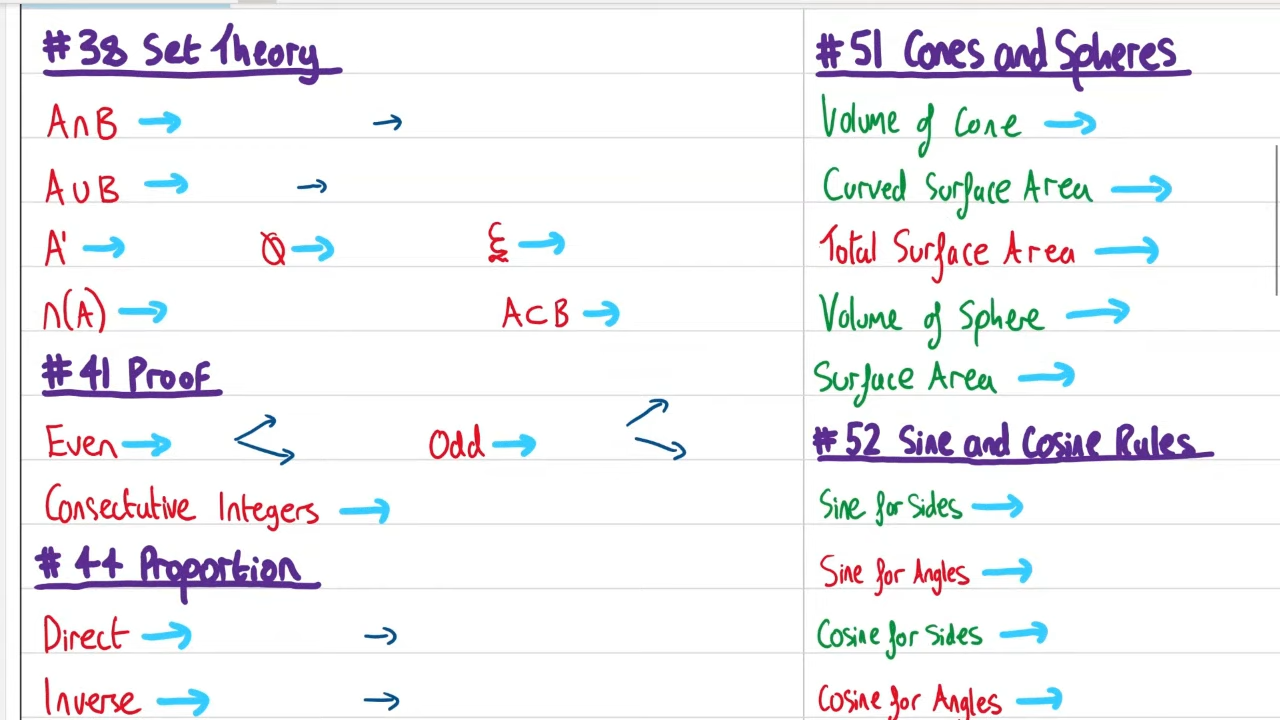 # 38 Set Theory
A∩B → →
A∪B → →
A' → Ø → ξ →
n(A) → A⊂B →
# 41 Proof
Even → Odd →
Consectutive Integers →
# 44 Proportion
Direct → →
Inverse → →
# 51 Cones and Spheres
Volume of Cone →
Curved Surface Area →
Total Surface Area →
Volume of Sphere →
Surface Area →
# 52 Sine and Cosine Rules
Sine for Sides →
Sine for Angles →
Cosine for Sides →
Cosine for Angles →